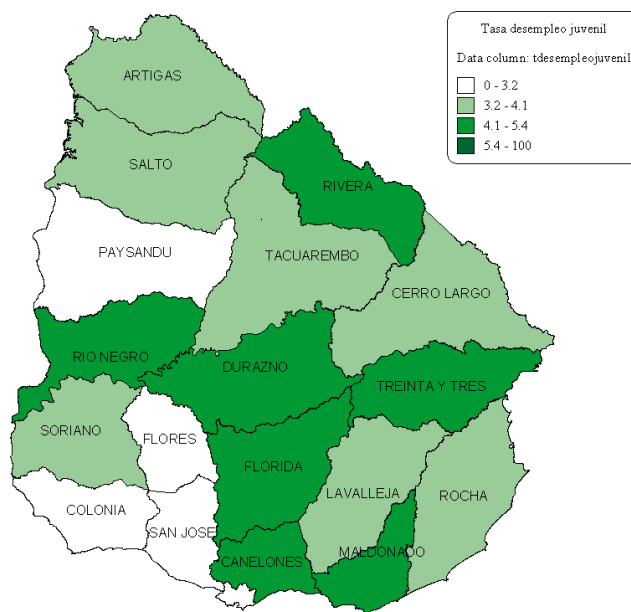 Tasa desempleo juvenil
Data column: tdesempleojuvenil
0 - 3.2
3.2 - 4.1
4.1 - 5.4
5.4 - 100
ARTIGAS
SALTO
RIVERA
PAYSANDU
TACUAREMBO
CERRO LARGO
RIO NEGRO
DURAZNO
TREINTA Y TRES
SORIANO
FLORES
FLORIDA
LAVALLEJA
ROCHA
COLONIA
SAN JOSE
MALDONADO
CANELONES